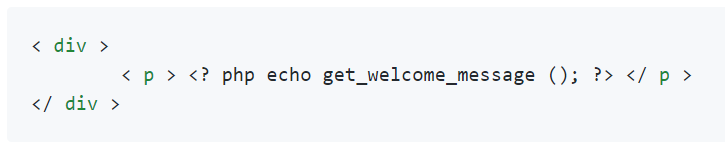 < div >
< p > <? php echo get_welcome_message (); ?> </ p >
</ div >